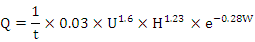 Q = 1/t × 0.03 × U^1.6 × H^1.23 × e^-0.28W